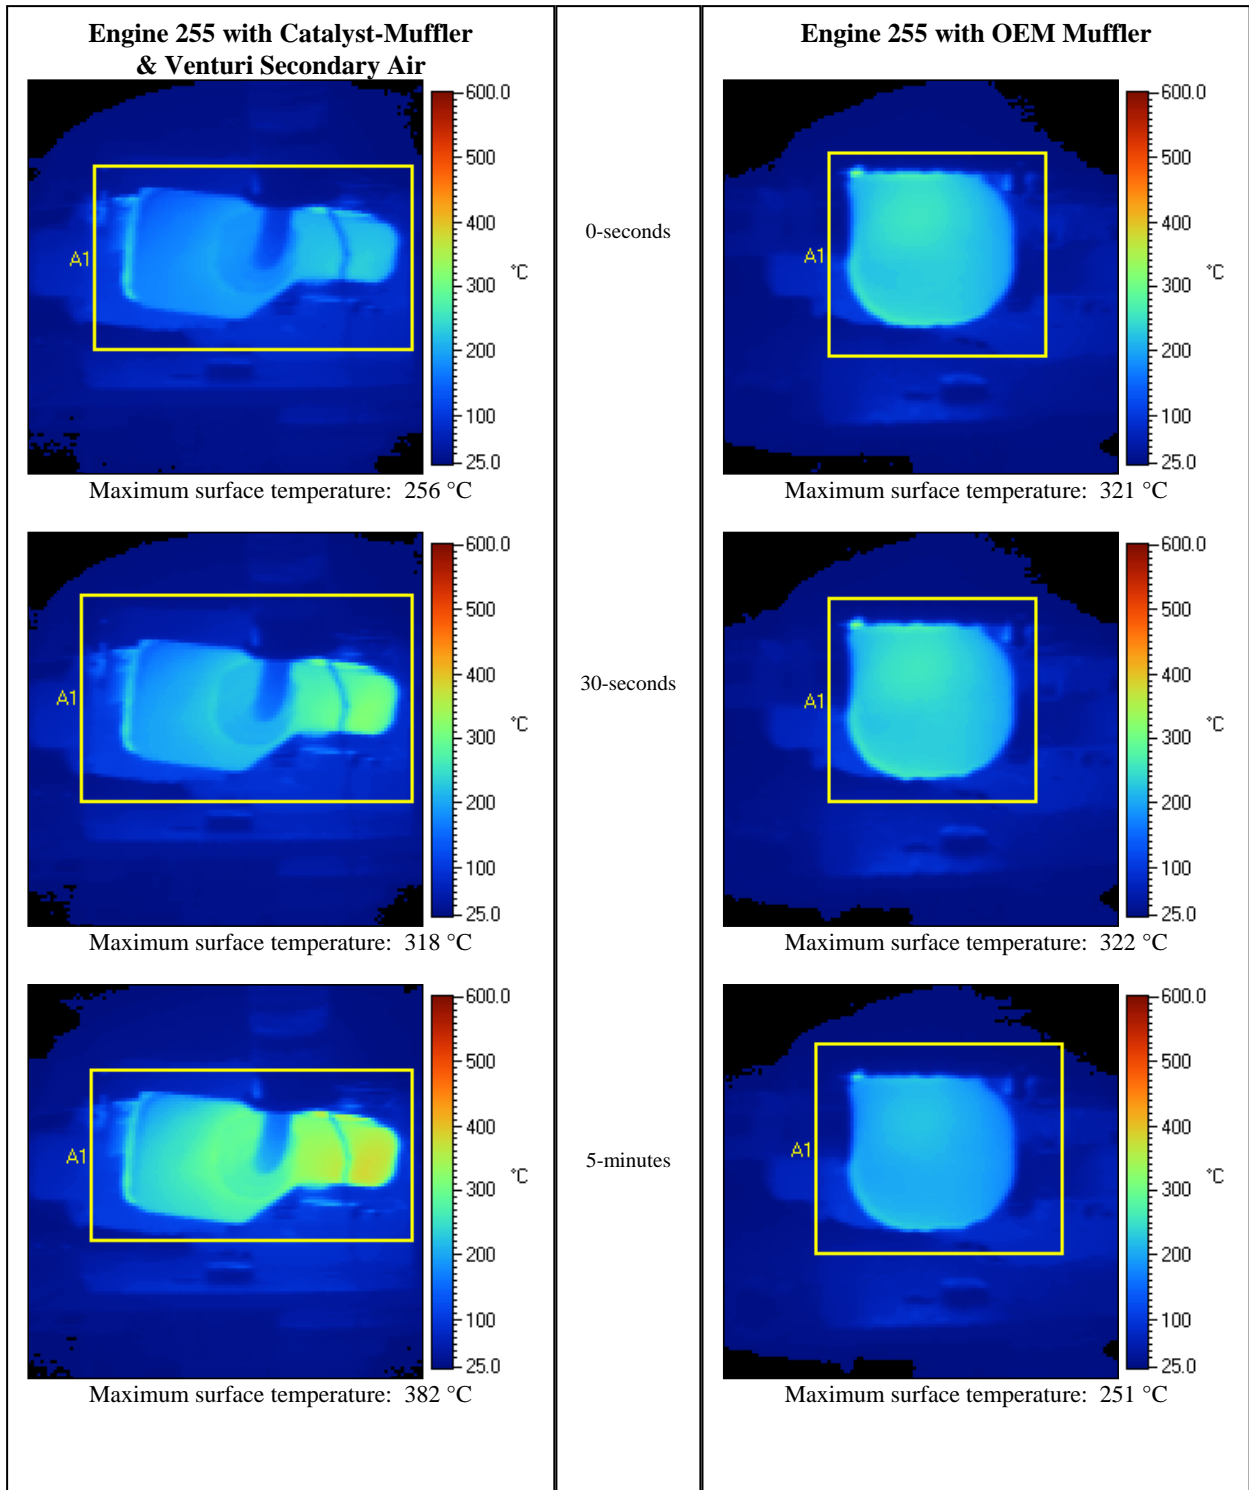 Engine 255 with Catalyst-Muffler
& Venturi Secondary Air
600.0
500
400
°C
300
200
100
25.0
A1
Maximum surface temperature: 256 °C
0-seconds
Engine 255 with OEM Muffler
600.0
500
400
°C
300
200
100
25.0
A1
Maximum surface temperature: 321 °C
600.0
500
400
°C
300
200
100
25.0
A1
Maximum surface temperature: 318 °C
30-seconds
600.0
500
400
°C
300
200
100
25.0
A1
Maximum surface temperature: 322 °C
600.0
500
400
°C
300
200
100
25.0
A1
Maximum surface temperature: 382 °C
5-minutes
600.0
500
400
°C
300
200
100
25.0
A1
Maximum surface temperature: 251 °C